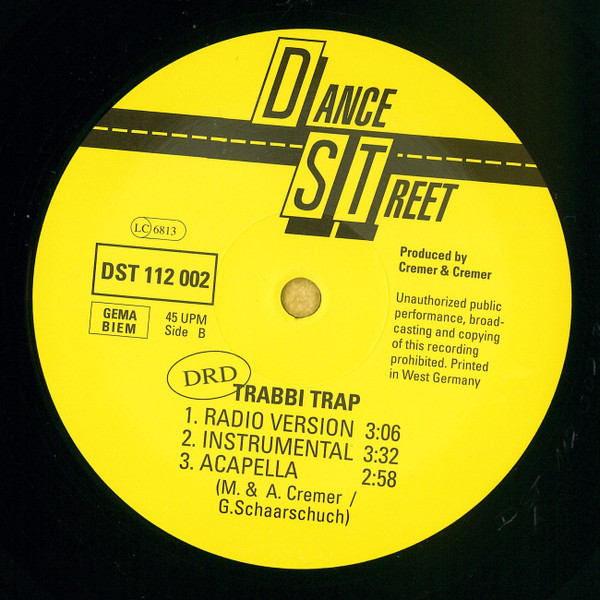 DANCE
STREET
LC 6813
DST 112 002
GEMA
BIEM
45 UPM
Side B
Produced by
Cremer & Cremer
Unauthorized public
performance, broad-
casting and copying
of this recording
prohibited. Printed
in West Germany
DRD
TRABBI TRAP
1. RADIO VERSION 3:06
2. INSTRUMENTAL 3:32
3. ACAPELLA 2:58
(M. & A. Cremer /
G.Schaarschuch)